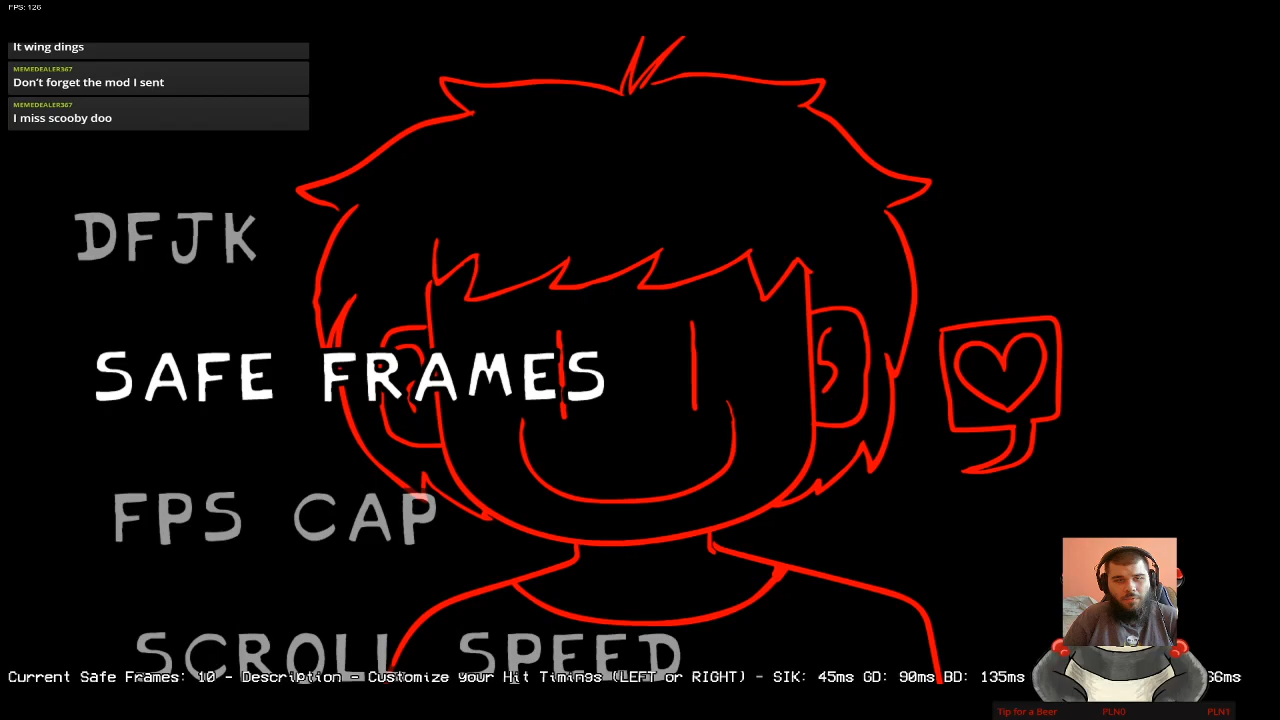 FPS: 126
It wing dings
MEMEDEALER367
Don't forget the mod I sent
MEMEDEALER367
I miss scooby doo
DFJK
SAFE FRAMES
FPS CAP
SCROLL SPEED
Current Safe Frames: 10 - Description - Customize your Hit Timings (LEFT or RIGHT) - SIK: 45ms GD: 90ms BD: 135ms
Tip for a Beer PLN0 PLN1